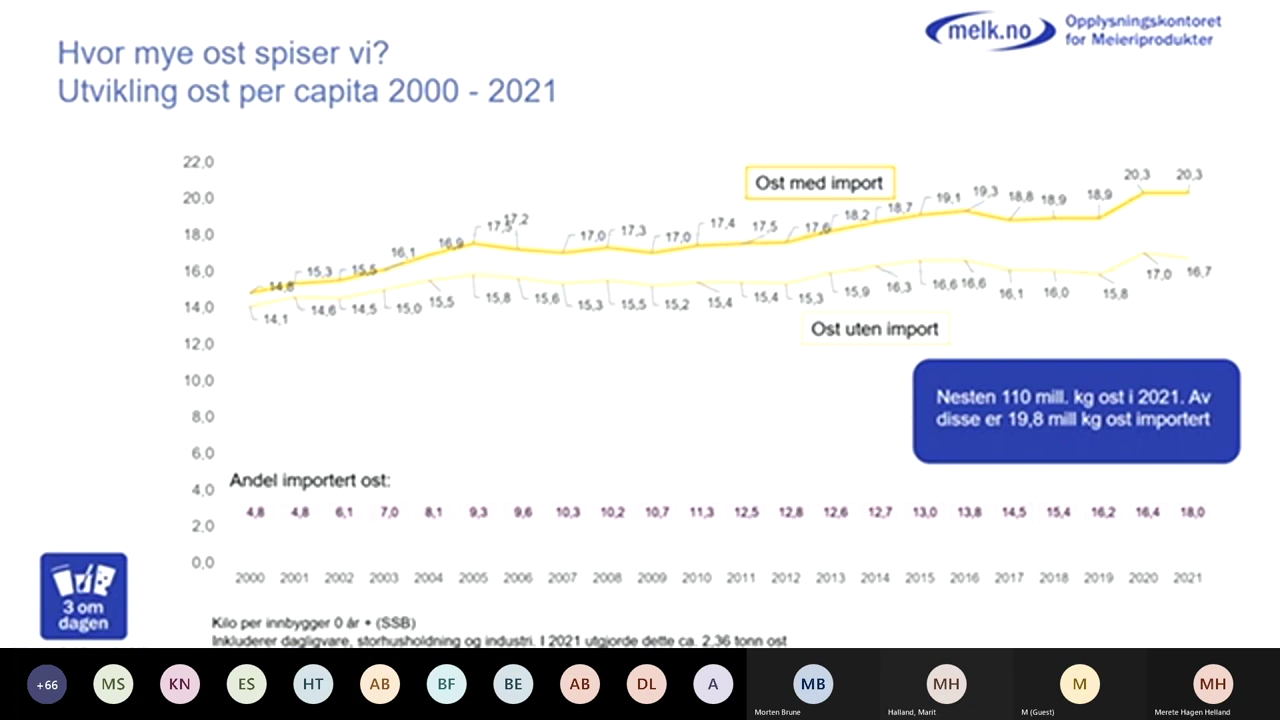 melk.no
Opplysningskontoret
for Meieriprodukter
Hvor mye ost spiser vi?
Utvikling ost per capita 2000 - 2021
22,0
20,0
18,0
16,0
14,0
12,0
10,0
8,0
6,0
4,0
2,0
0,0
Ost med import
14,8 15,3 15,5 16,1 16,9 17,5 17,2 17,0 17,3 17,0 17,4 17,5 17,6 18,2 18,7 19,1 19,3 18,8 18,9 18,9 20,3 20,3
14,1 14,6 14,5 15,0 15,5 15,8 15,6 15,3 15,5 15,2 15,4 15,4 15,3 15,9 16,3 16,6 16,6 16,1 16,0 15,8 17,0 16,7
Ost uten import
Nesten 110 mill. kg ost i 2021. Av
disse er 19,8 mill kg ost importert
Andel importert ost:
4,8 4,8 6,1 7,0 8,1 9,3 9,6 10,3 10,2 10,7 11,3 12,5 12,8 12,6 12,7 13,0 13,8 14,5 15,4 16,2 16,4 18,0
2000 2001 2002 2003 2004 2005 2006 2007 2008 2009 2010 2011 2012 2013 2014 2015 2016 2017 2018 2019 2020 2021
3 om
dagen
Kilo per innbygger 0 år + (SSB)
Inkluderer dagligvare, storhusholdning og industri. I 2021 utgjorde dette ca. 2,36 tonn ost
+66 MS KN ES HT AB BF BE AB DL A MB MH M MH
Morten Brune Halland, Marit M (Guest) Merete Hagen Helland